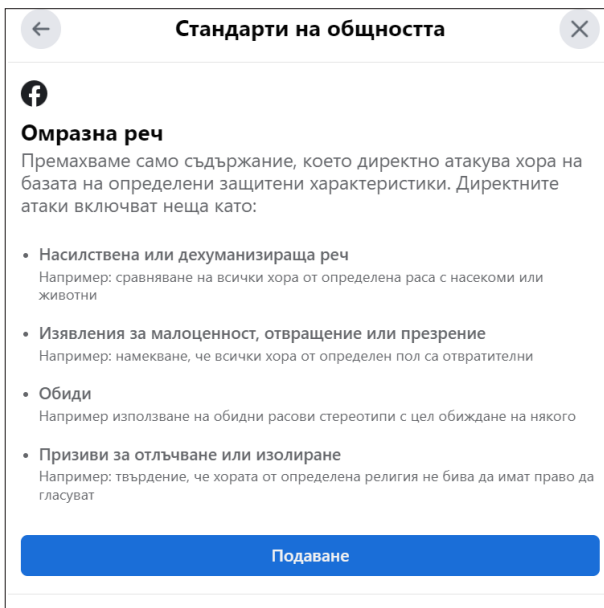 Стандарти на общността
Омразна реч
Премахваме само съдържание, което директно атакува хора на
базата на определени защитени характеристики. Директните
атаки включват неща като:
• Насилствена или дехуманизираща реч
Например: сравняване на всички хора от определена раса с насекоми или
животни
• Изявления за малоценност, отвращение или презрение
Например: намекване, че всички хора от определен пол са отвратителни
• Обиди
Например използване на обидни расови стереотипи с цел обиждане на някого
• Призиви за отлъчване или изолиране
Например: твърдение, че хората от определена религия не бива да имат право да
гласуват
Подаване